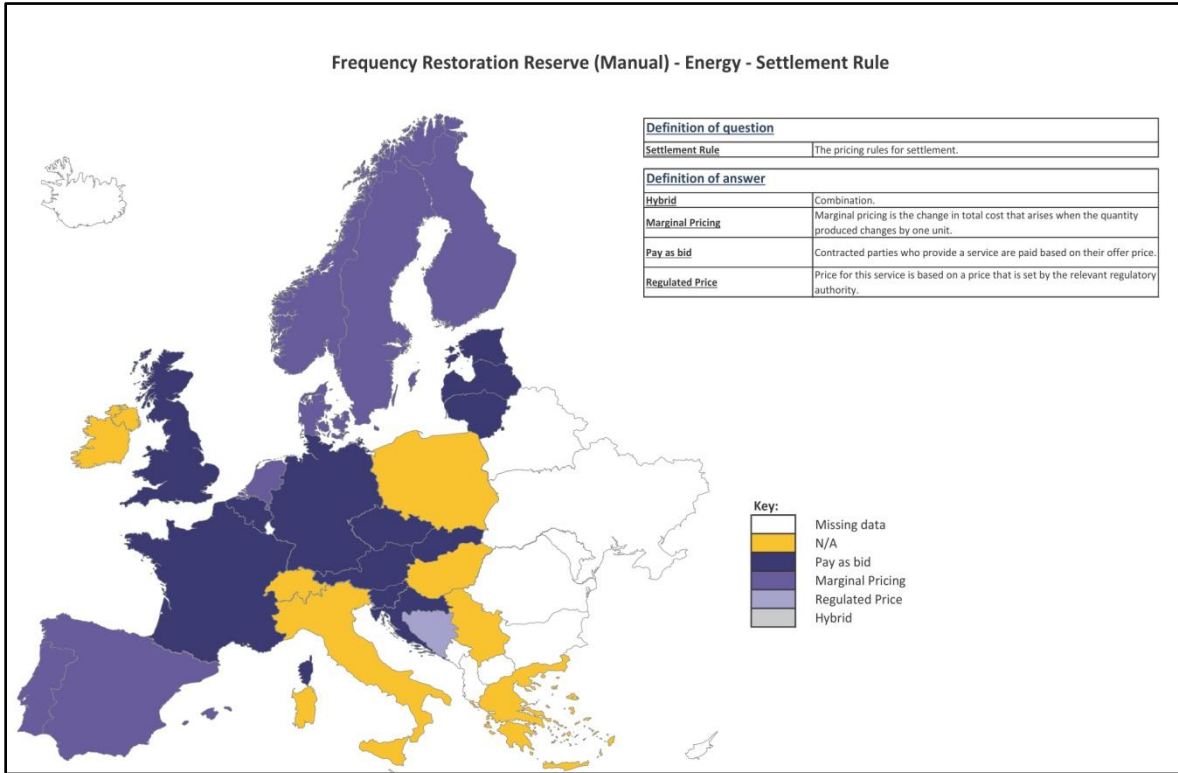 Frequency Restoration Reserve (Manual) - Energy - Settlement Rule
Definition of question
Settlement Rule The pricing rules for settlement.
Definition of answer
Hybrid Combination.
Marginal Pricing Marginal pricing is the change in total cost that arises when the quantity
produced changes by one unit.
Pay as bid Contracted parties who provide a service are paid based on their offer price.
Regulated Price Price for this service is based on a price that is set by the relevant regulatory
authority.
Key:
Missing data
N/A
Pay as bid
Marginal Pricing
Regulated Price
Hybrid